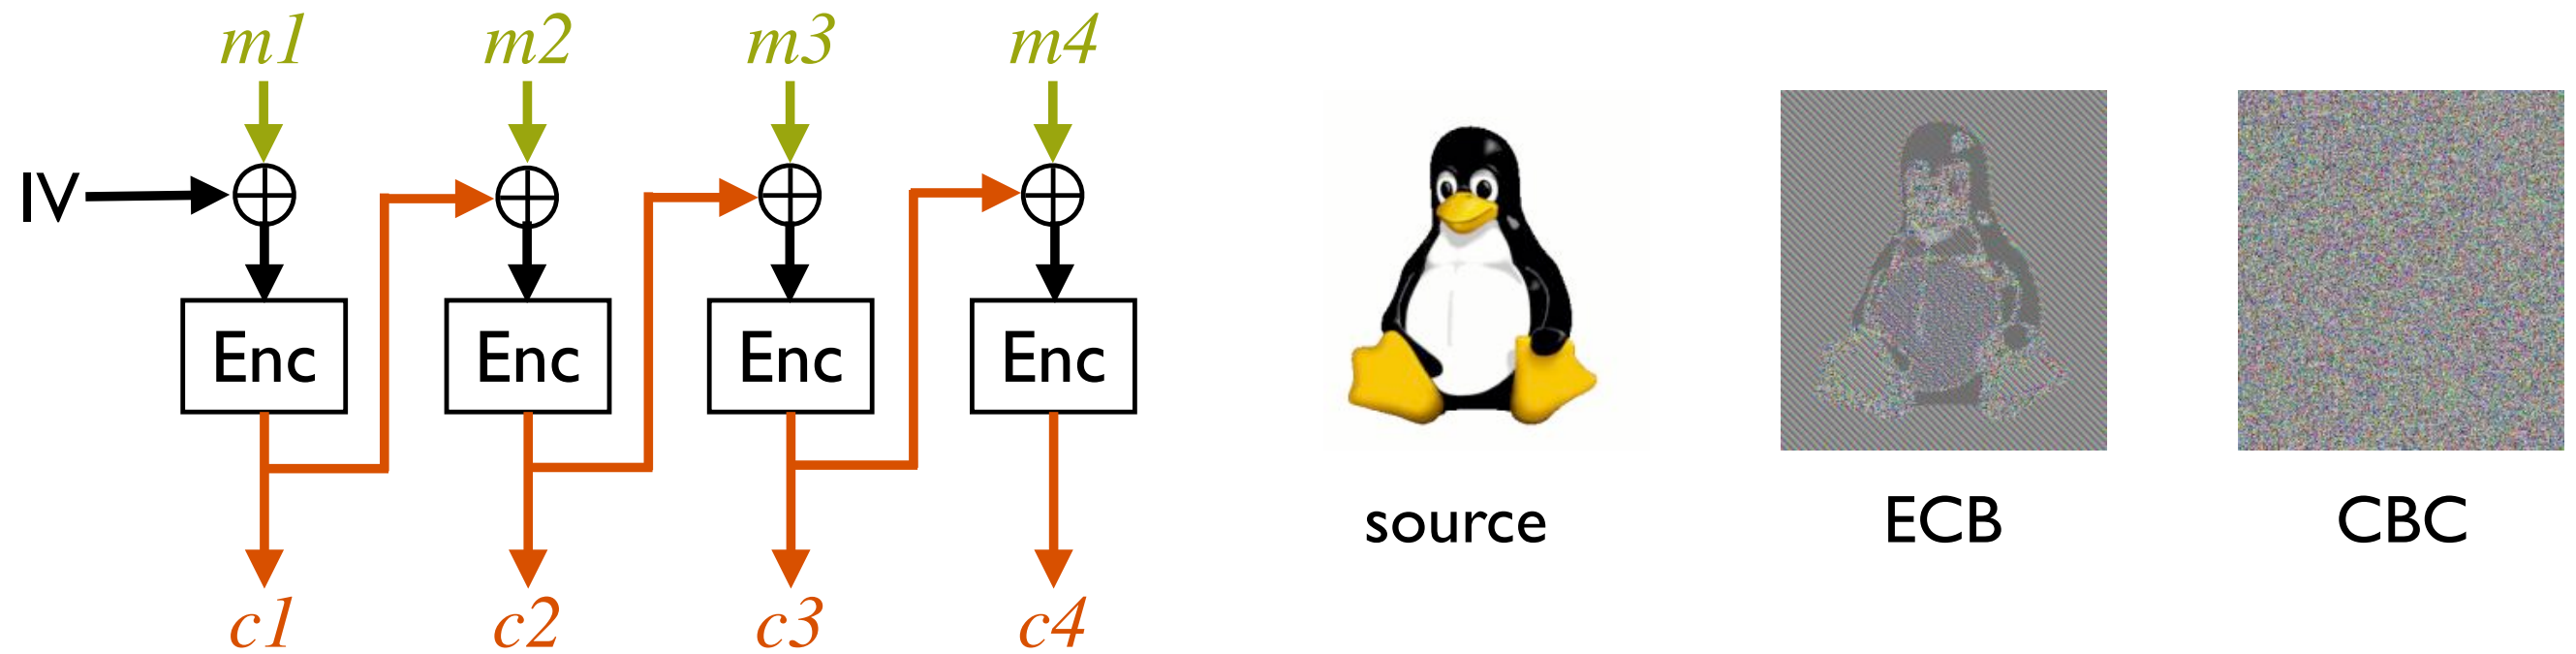 m1 m2 m3 m4
IV
Enc Enc Enc Enc
source ECB CBC
c1 c2 c3 c4